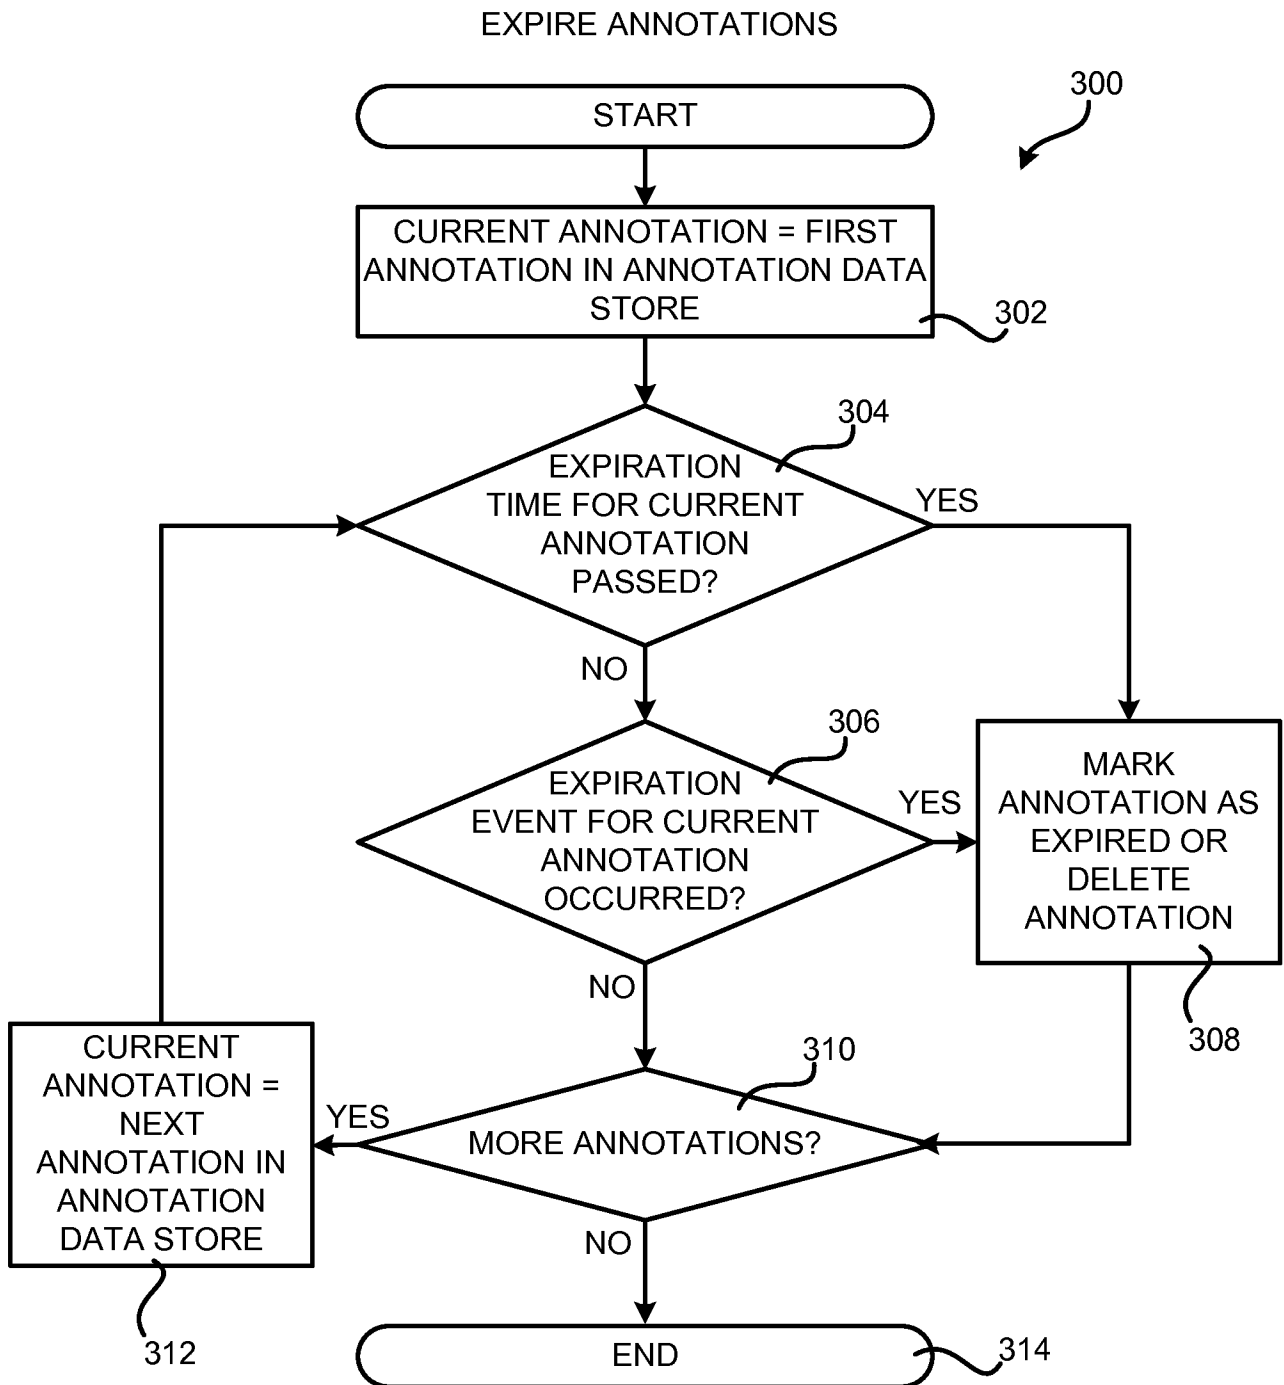 EXPIRE ANNOTATIONS
300
START
CURRENT ANNOTATION = FIRST
ANNOTATION IN ANNOTATION DATA
STORE
302
304
EXPIRATION
TIME FOR CURRENT
ANNOTATION
PASSED?
YES
NO
306
EXPIRATION
EVENT FOR CURRENT
ANNOTATION
OCCURRED?
YES
MARK
ANNOTATION AS
EXPIRED OR
DELETE
ANNOTATION
308
NO
310
MORE ANNOTATIONS?
YES
CURRENT
ANNOTATION =
NEXT
ANNOTATION IN
ANNOTATION
DATA STORE
312
NO
END
314